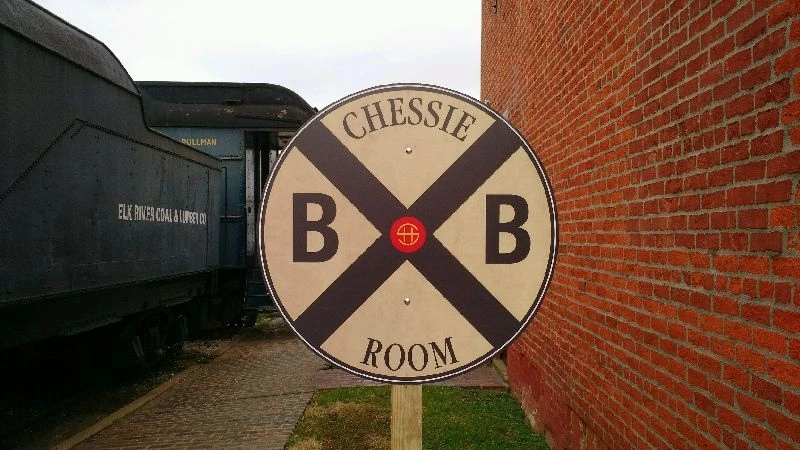 PULLMAN
ELK RIVER COAL & LUMBER CO
CHESSIE
B B
ROOM